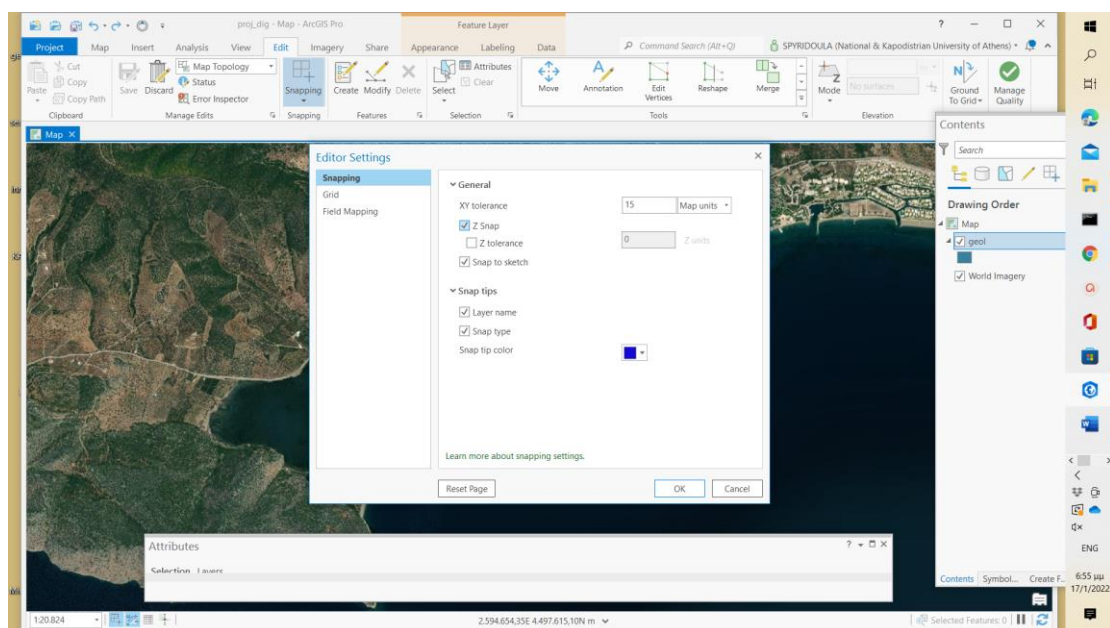 proj_dig - Map - ArcGIS Pro
Feature Layer
? — □ ×
Project Map Insert Analysis View Edit Imagery Share Appearance Labeling Data
Command Search (Alt+Q)
SPYRIDOULA (National & Kapodistrian University of Athens)
Paste
Cut
Copy
Copy Path
Clipboard
Save Discard
Map Topology
Status
Error Inspector
Manage Edits
Snapping
Snapping
Create Modify Delete
Features
Select
Attributes
Clear
Selection
Move
Annotation
Edit Vertices
Reshape
Merge
Tools
Mode
No surfaces
Elevation
Ground To Grid
Manage Quality
Map ×
Contents
Search
Drawing Order
Map
geol
World Imagery
Editor Settings
Snapping
Grid
Field Mapping
General
XY tolerance 15 Map units
Z Snap
Z tolerance 0 Z units
Snap to sketch
Snap tips
Layer name
Snap type
Snap tip color
Learn more about snapping settings.
Reset Page OK Cancel
Attributes
Selection Layers
Contents Symbol... Create F...
1:20.824
2.594.654,35E 4.497.615,10N m
Selected Features: 0
ENG
6:55 μμ
17/1/2022